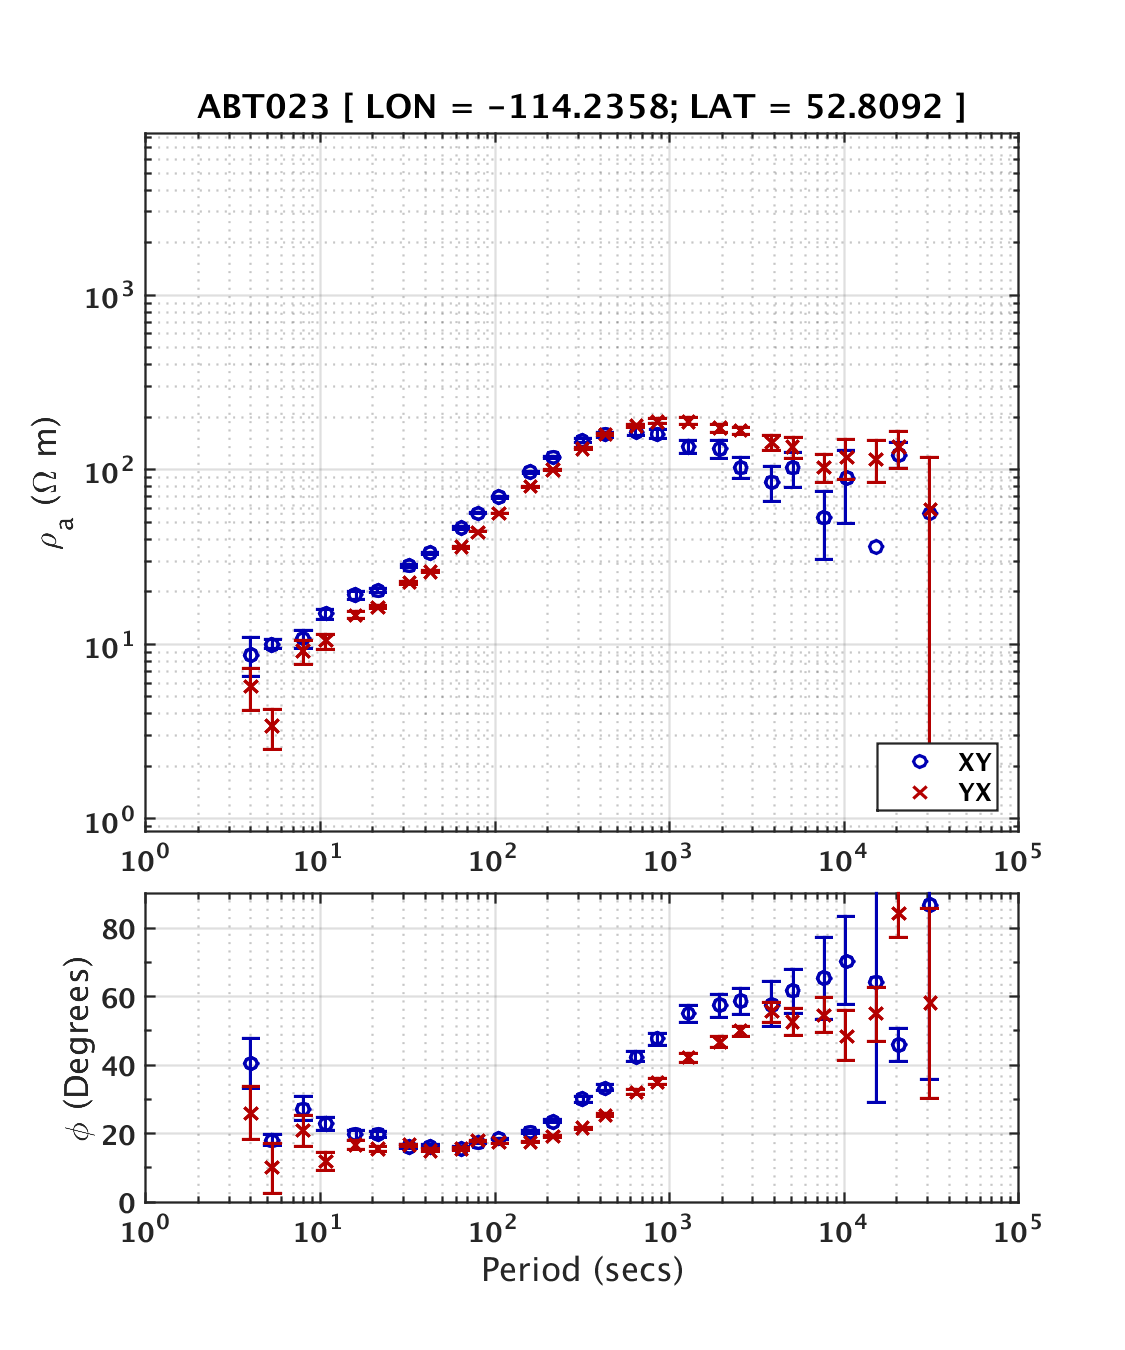 ABT023 [ LON = -114.2358; LAT = 52.8092 ]
10³
10²
10¹
10⁰
ρₐ (Ω m)
XY
YX
10⁰ 10¹ 10² 10³ 10⁴ 10⁵
80
60
40
20
0
ϕ (Degrees)
10⁰ 10¹ 10² 10³ 10⁴ 10⁵
Period (secs)